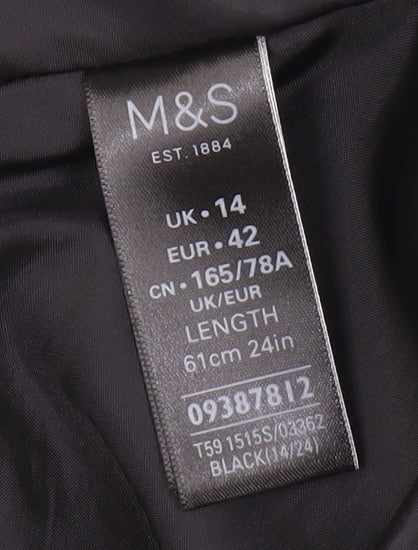 M&S
EST. 1884
UK • 14
EUR • 42
CN • 165/78A
UK/EUR
LENGTH
61cm 24in
09387812
T59 1515S/03362
BLACK(14/24)